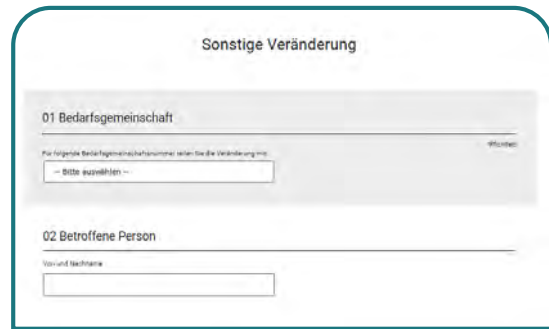 Sonstige Veränderung
01 Bedarfsgemeinschaft
Pflichtfeld
Für folgende Bedarfsgemeinschaftsnummer teilen Sie die Veränderung mit:
-- Bitte auswählen --
02 Betroffene Person
Vor- und Nachname